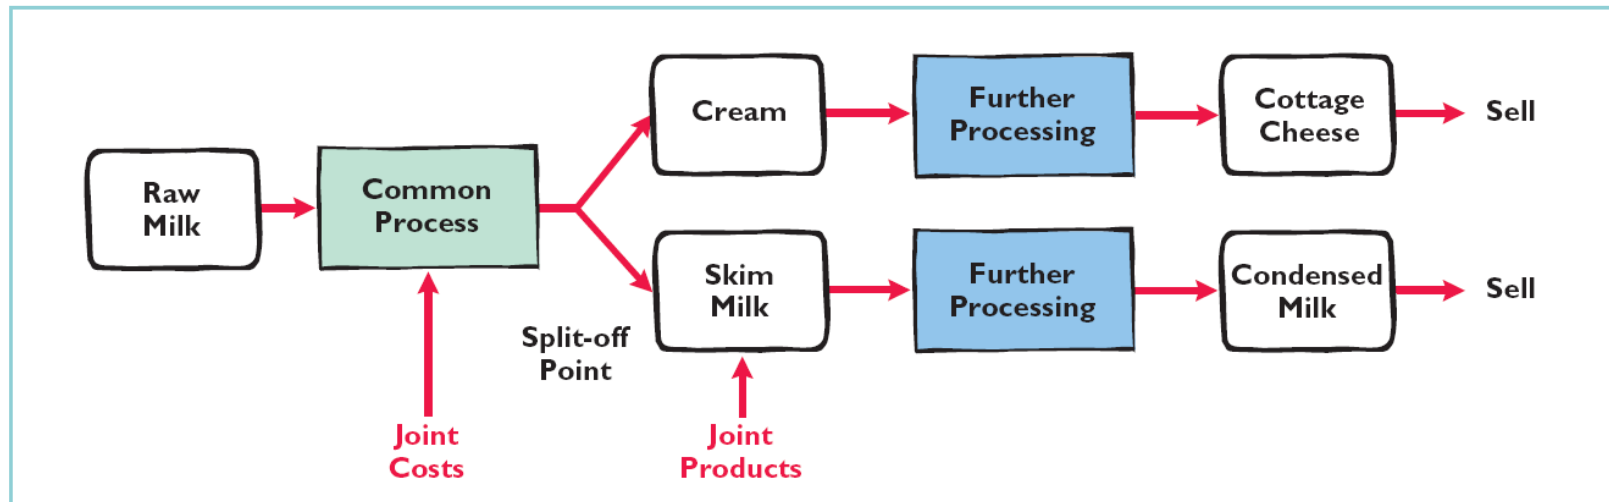 Raw
Milk
Common
Process
Joint
Costs
Split-off
Point
Cream
Further
Processing
Cottage
Cheese
Sell
Skim
Milk
Joint
Products
Further
Processing
Condensed
Milk
Sell